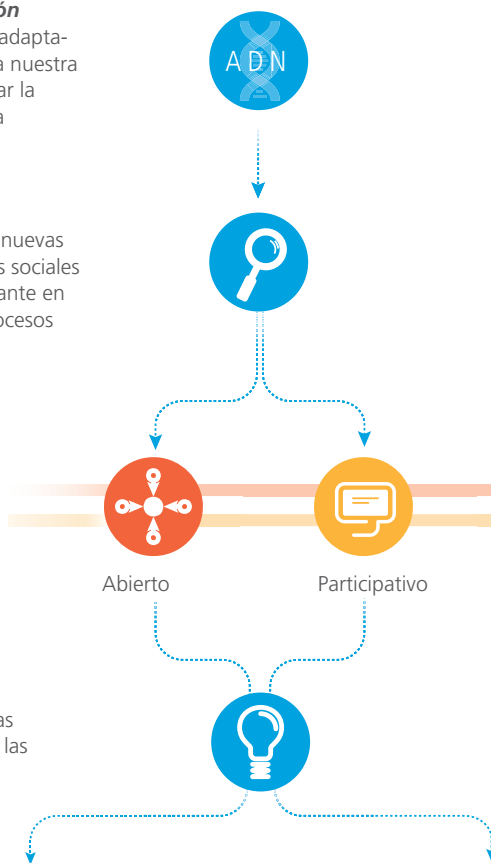 ón
adapta-
a nuestra
ar la
a
ADN
nuevas
s sociales
ante en
ocesos
Abierto
Participativo
as
las